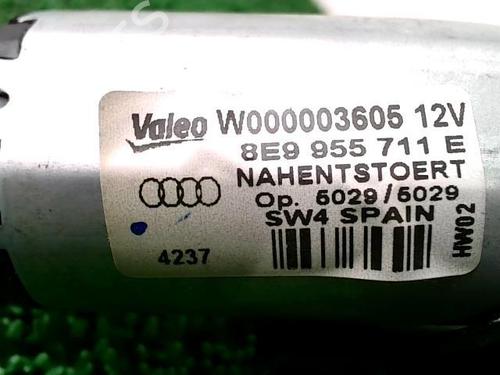 Valeo W000003605 12V
8E9 955 711 E
NAHENTSTOERT
Op. 5029/5029
SW4 SPAIN
4237
HW02